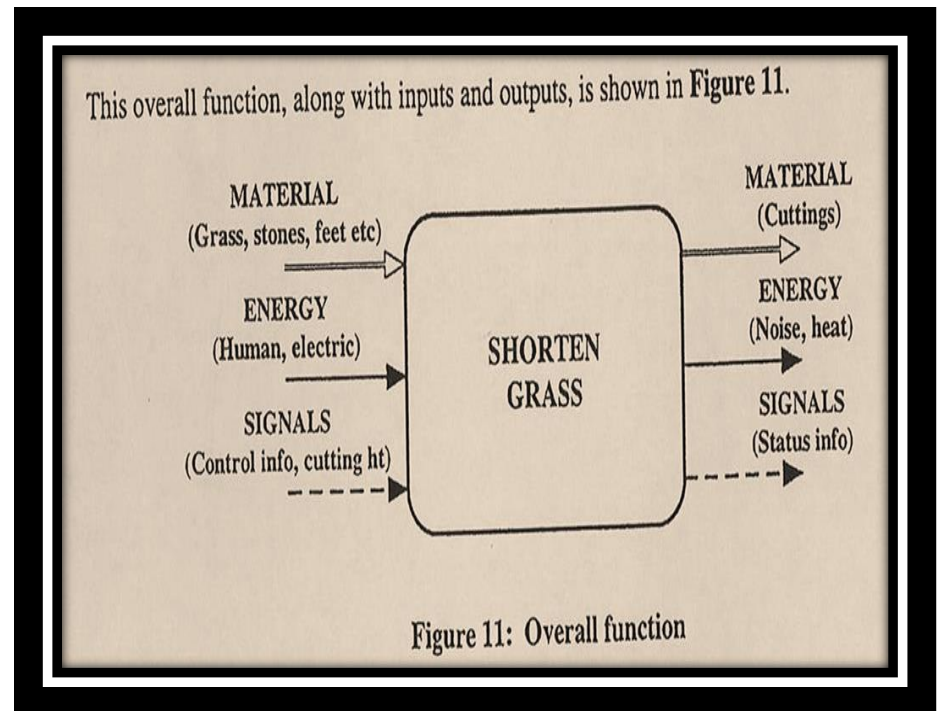 This overall function, along with inputs and outputs, is shown in Figure 11.
MATERIAL
(Grass, stones, feet etc)
ENERGY
(Human, electric)
SIGNALS
(Control info, cutting ht)
SHORTEN
GRASS
MATERIAL
(Cuttings)
ENERGY
(Noise, heat)
SIGNALS
(Status info)
Figure 11: Overall function